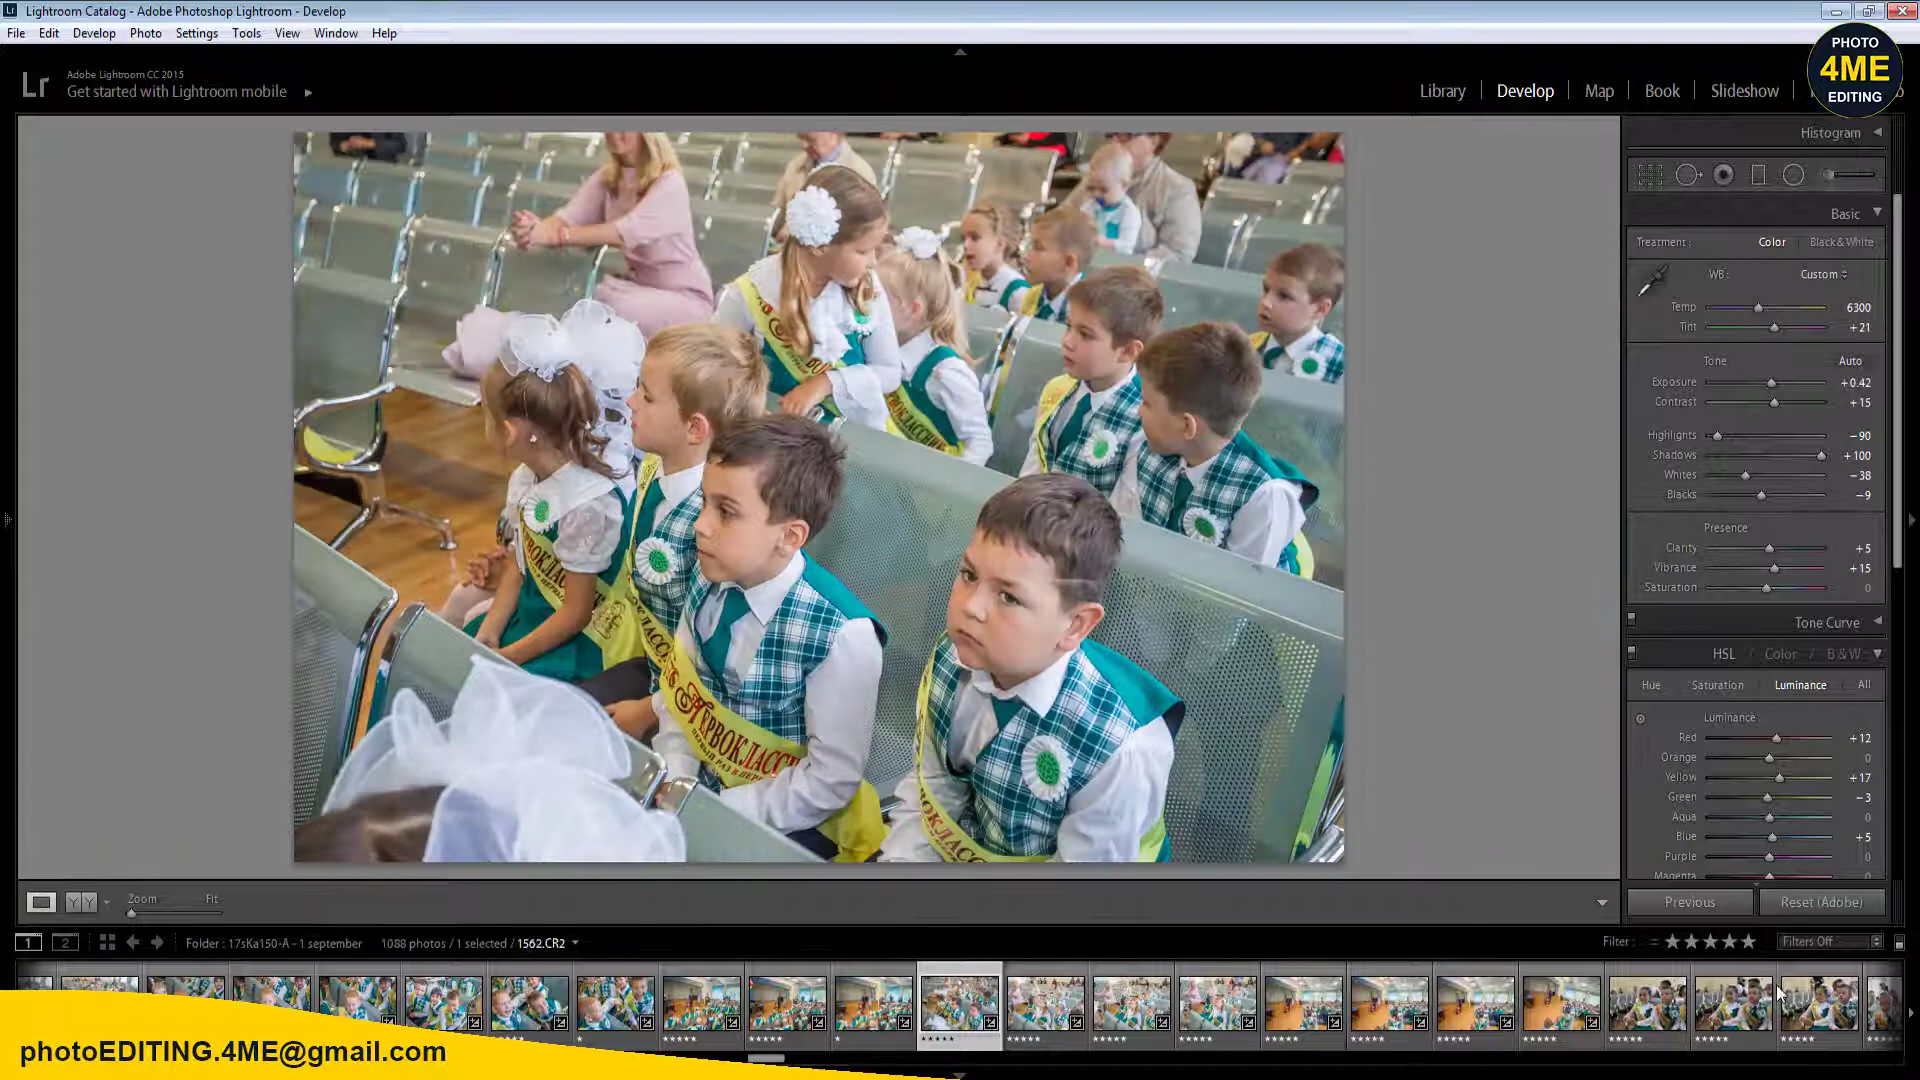 Lightroom Catalog - Adobe Photoshop Lightroom - Develop
File Edit Develop Photo Settings Tools View Window Help
PHOTO
4ME
EDITING
Lr
Adobe Lightroom CC 2015
Get started with Lightroom mobile
Library Develop Map Book Slideshow
Histogram
Basic
Treatment : Color Black & White
WB : Custom
Temp 6300
Tint +21
Tone Auto
Exposure +0.42
Contrast +15
Highlights -90
Shadows +100
Whites -38
Blacks -9
Presence
Clarity +5
Vibrance +15
Saturation 0
Tone Curve
HSL / Color / B & W
Hue Saturation Luminance All
Luminance
Red +12
Orange 0
Yellow +17
Green -3
Aqua 0
Blue +5
Purple 0
Magenta 0
ПЕРВОКЛАСС
Zoom Fit
Previous Reset (Adobe)
1 2 Folder : 17sKa150-A - 1 september 1088 photos / 1 selected / 1562.CR2
Filter : Filters Off
photoEDITING.4ME@gmail.com